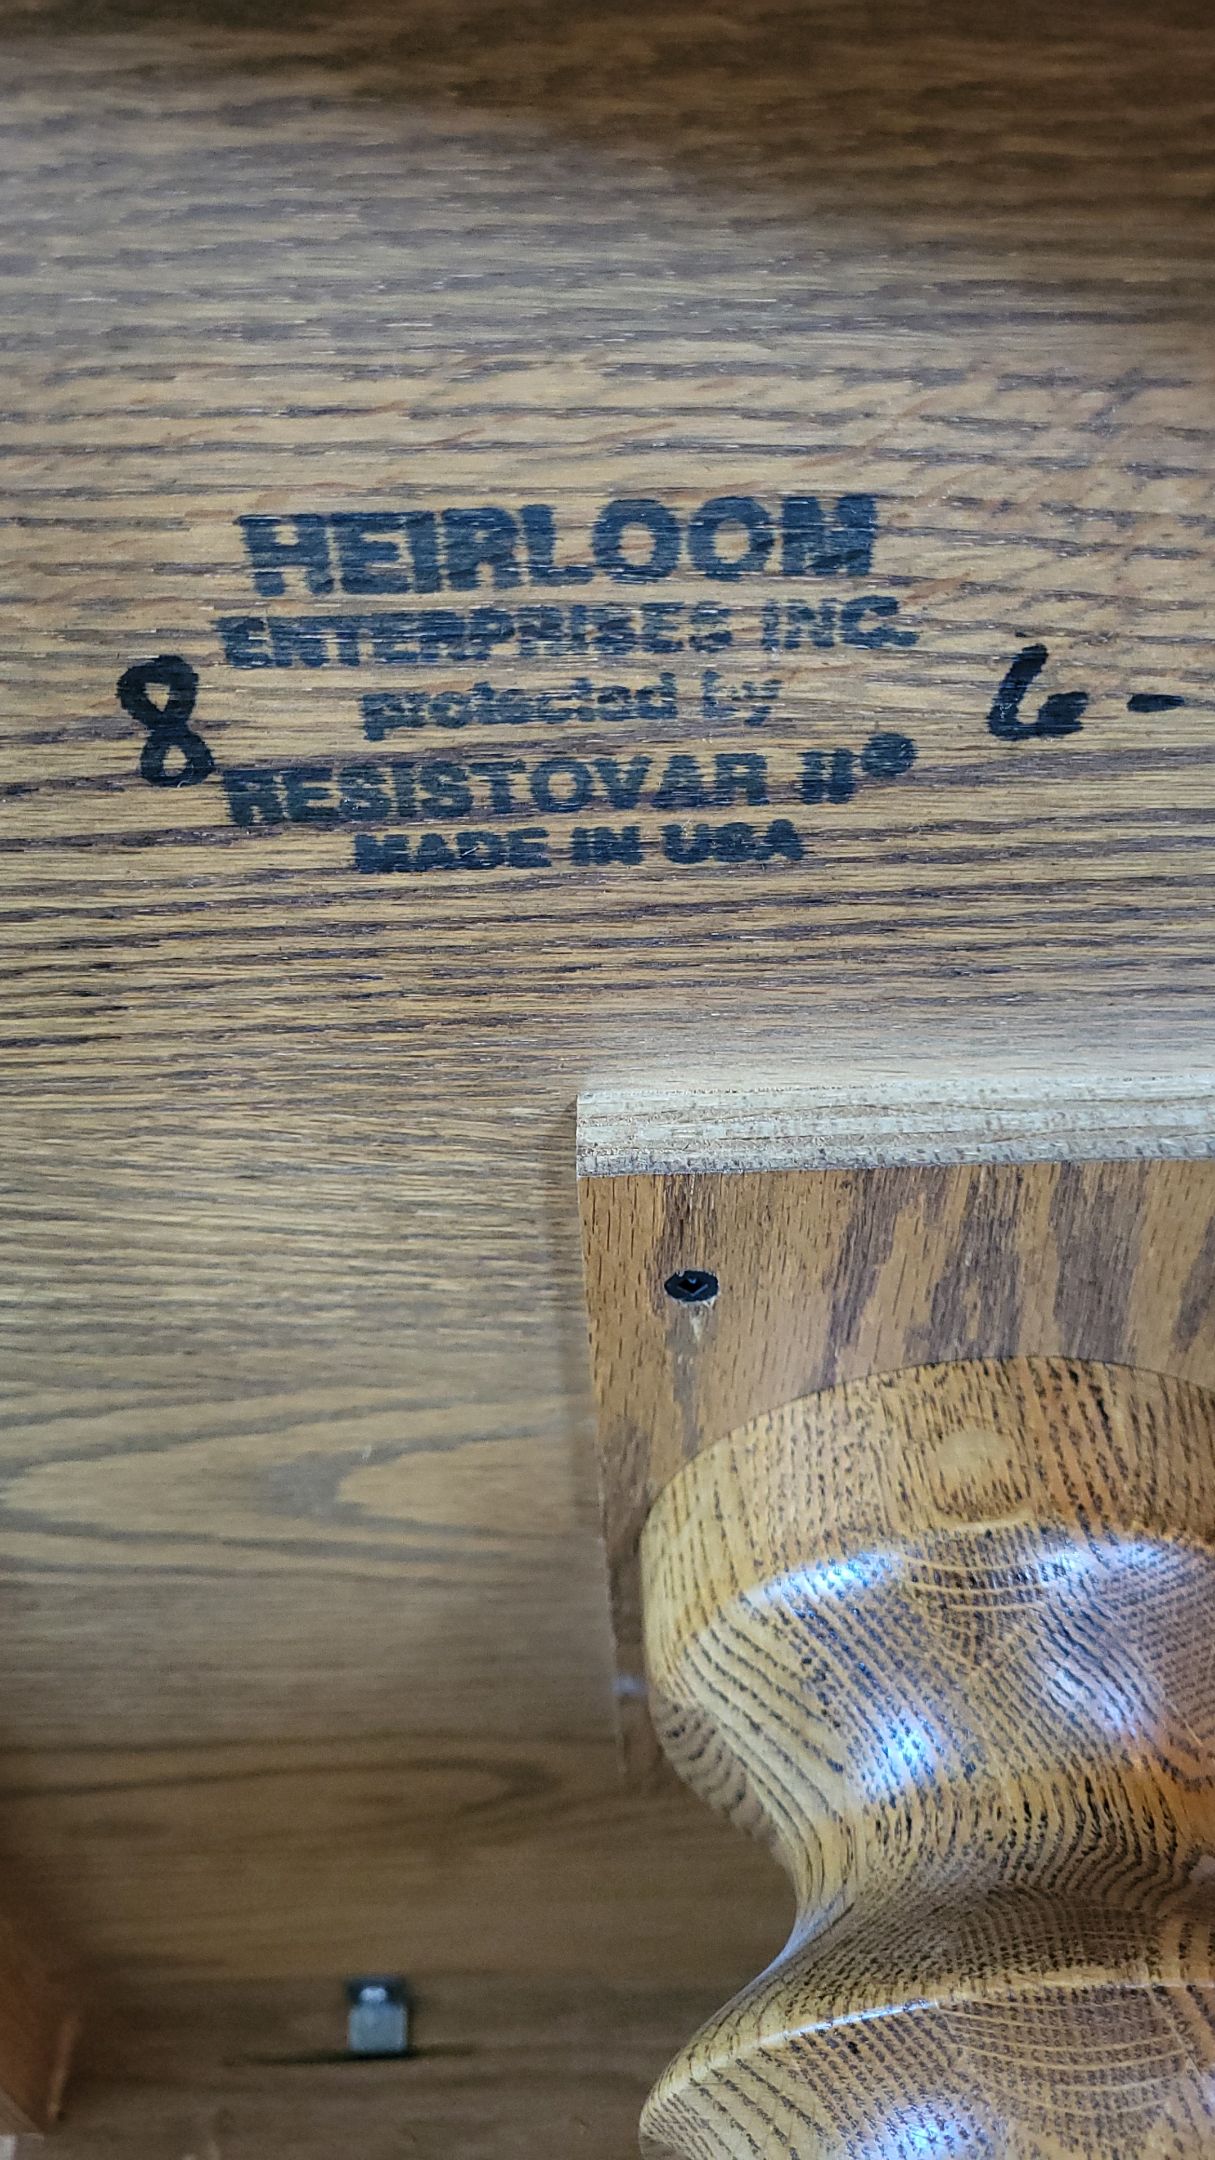 HEIRLOOM
ENTERPRISES INC.
protected by
8 6-
RESISTOVAR II®
MADE IN USA